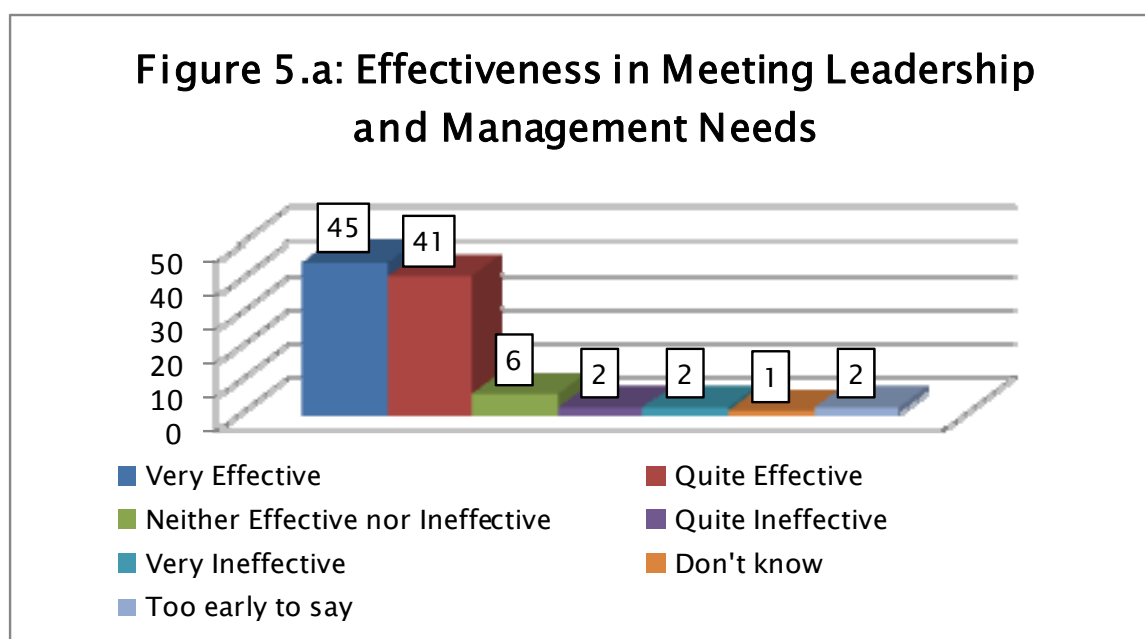 Figure 5.a: Effectiveness in Meeting Leadership
and Management Needs
45
41
6
2
2
1
2
50
40
30
20
10
0
Very Effective
Quite Effective
Neither Effective nor Ineffective
Quite Ineffective
Very Ineffective
Don't know
Too early to say